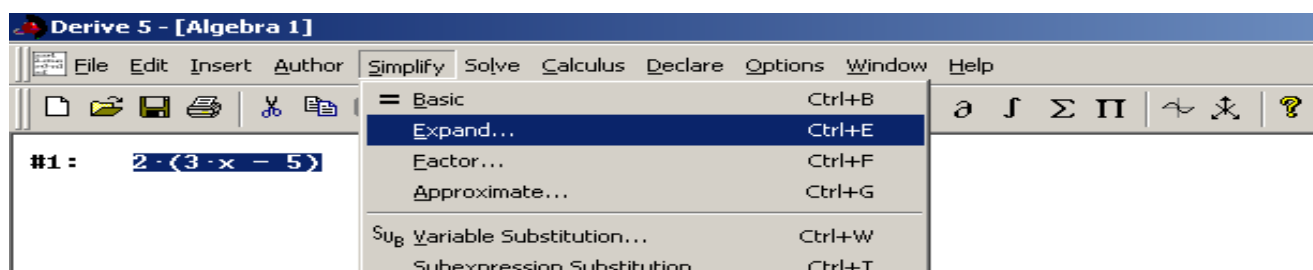 Derive 5 - [Algebra 1]
File Edit Insert Author Simplify Solve Calculus Declare Options Window Help
= Basic Ctrl+B
∂ ∫ Σ Π ?
Expand... Ctrl+E
#1: 2·(3·x − 5)
Factor... Ctrl+F
Approximate... Ctrl+G
SUB Variable Substitution... Ctrl+W
Subexpression Substitution Ctrl+T